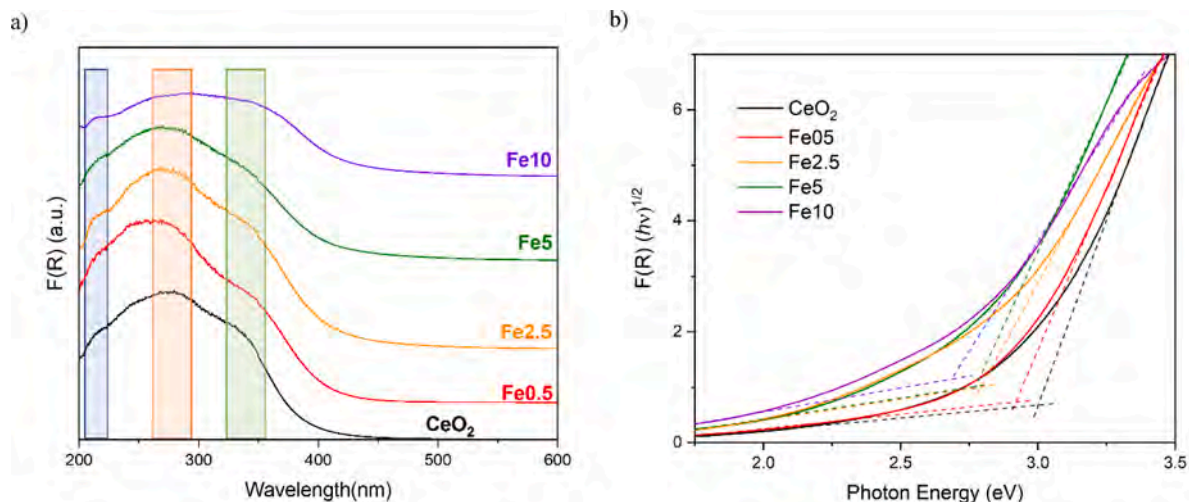 a)
F(R) (a.u.)
Fe10
Fe5
Fe2.5
Fe0.5
CeO₂
200 300 400 500 600
Wavelength(nm)
b)
F(R) (hν)^1/2
6
4
2
0
CeO₂
Fe05
Fe2.5
Fe5
Fe10
2.0 2.5 3.0 3.5
Photon Energy (eV)